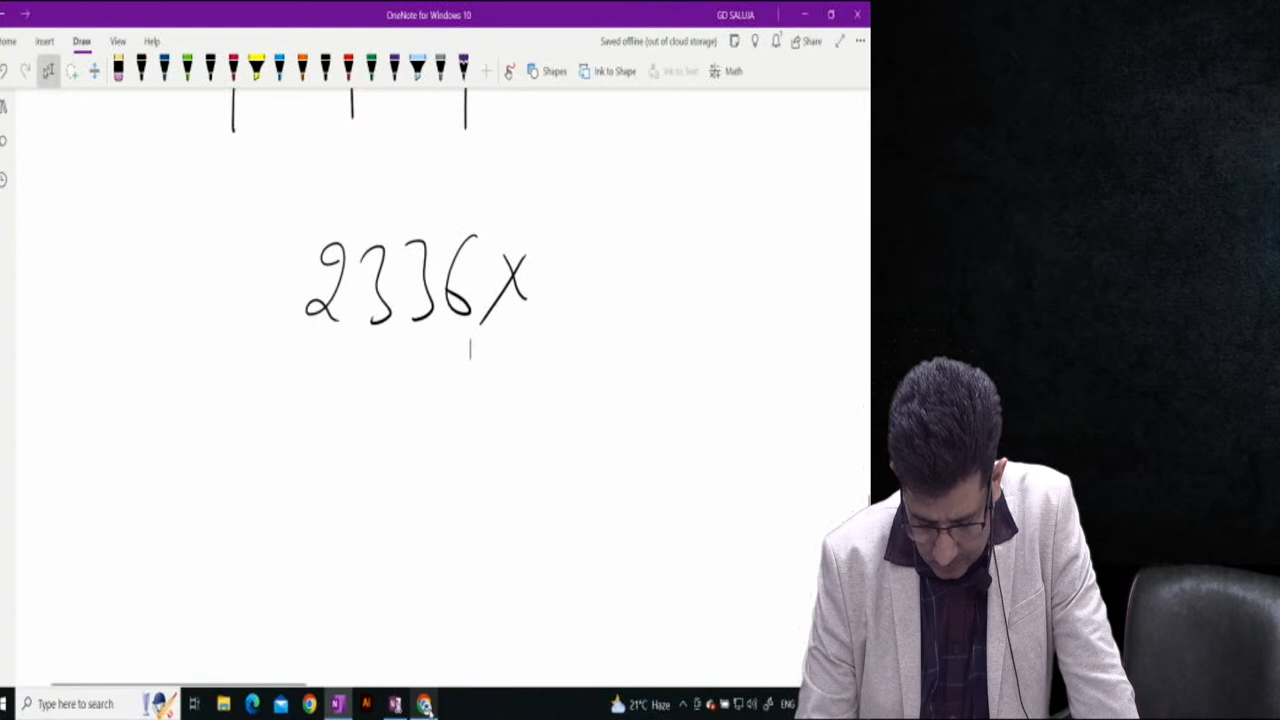 OneNote for Windows 10
GD SALUJA
Insert Draw View Help
Saved offline (out of cloud storage)
Share
Shapes
Ink to Shape
Ink to Text
Math
2336x
Type here to search
21°C Haze
ENG